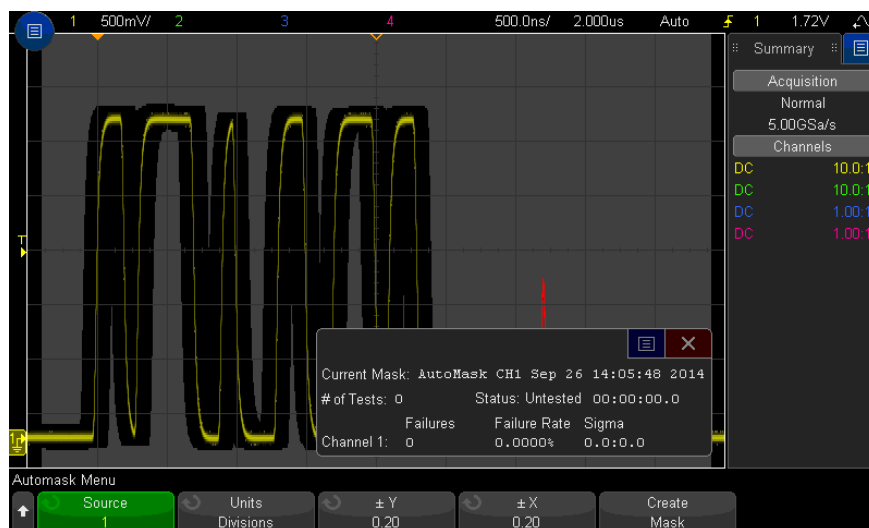 1 500mV/ 2 3 4 500.0ns/ 2.000us Auto 1 1.72V
Summary
Acquisition
Normal
5.00GSa/s
Channels
DC 10.0:1
DC 10.0:1
DC 1.00:1
DC 1.00:1
T
1
Current Mask: AutoMask CH1 Sep 26 14:05:48 2014
# of Tests: 0 Status: Untested 00:00:00.0
Failures Failure Rate Sigma
Channel 1: 0 0.0000% 0.0:0.0
Automask Menu
Source Units ± Y ± X Create
1 Divisions 0.20 0.20 Mask